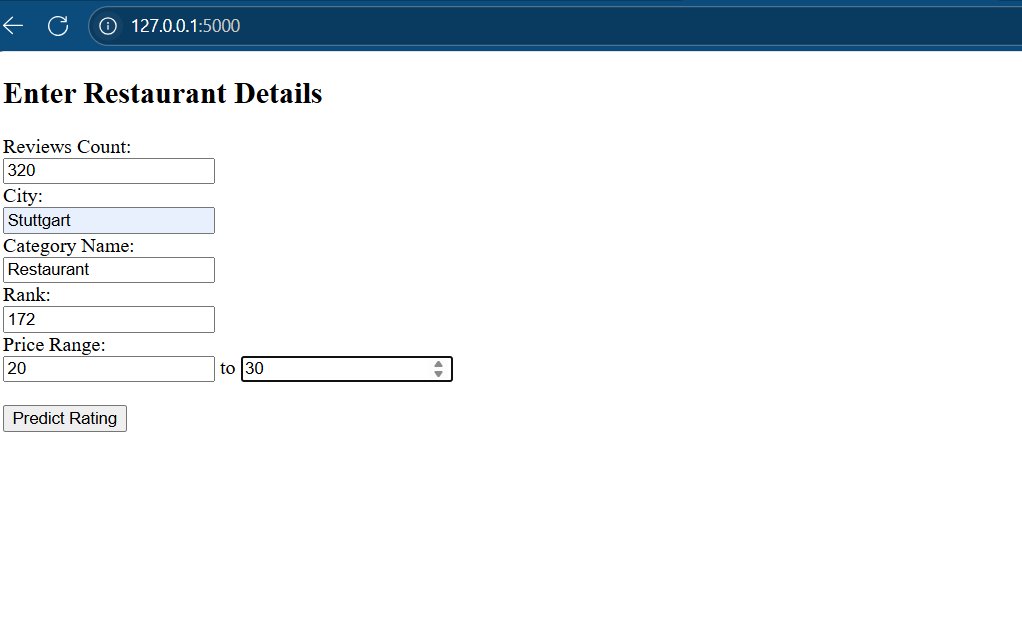 127.0.0.1:5000
Enter Restaurant Details
Reviews Count:
320
City:
Stuttgart
Category Name:
Restaurant
Rank:
172
Price Range:
20 to 30
Predict Rating